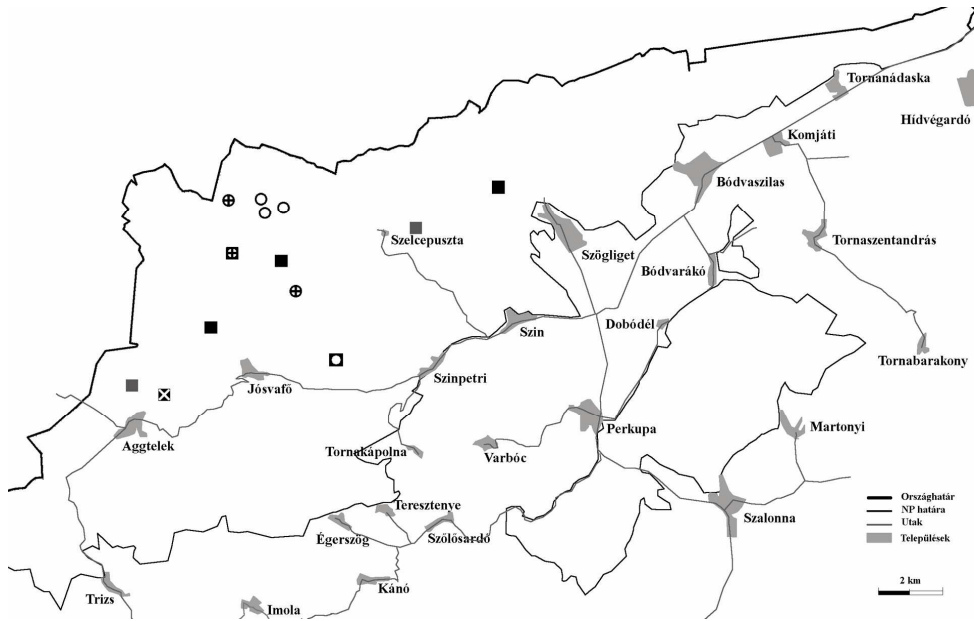 Tornanádaska
Hídvégardó
Komjáti
Bódvaszilas
Szelcepuszta
Szögliget
Tornaszentandrás
Bódvarákó
Szin
Dobódél
Tornabarakony
Szinpetri
Jósvafő
Aggtelek
Tornakápolna
Varbóc
Perkupa
Martonyi
Teresztenye
Égerszög
Szőlősardó
Szalonna
Országhatár
NP határa
Utak
Települések
Trizs
Imola
Kánó
2 km